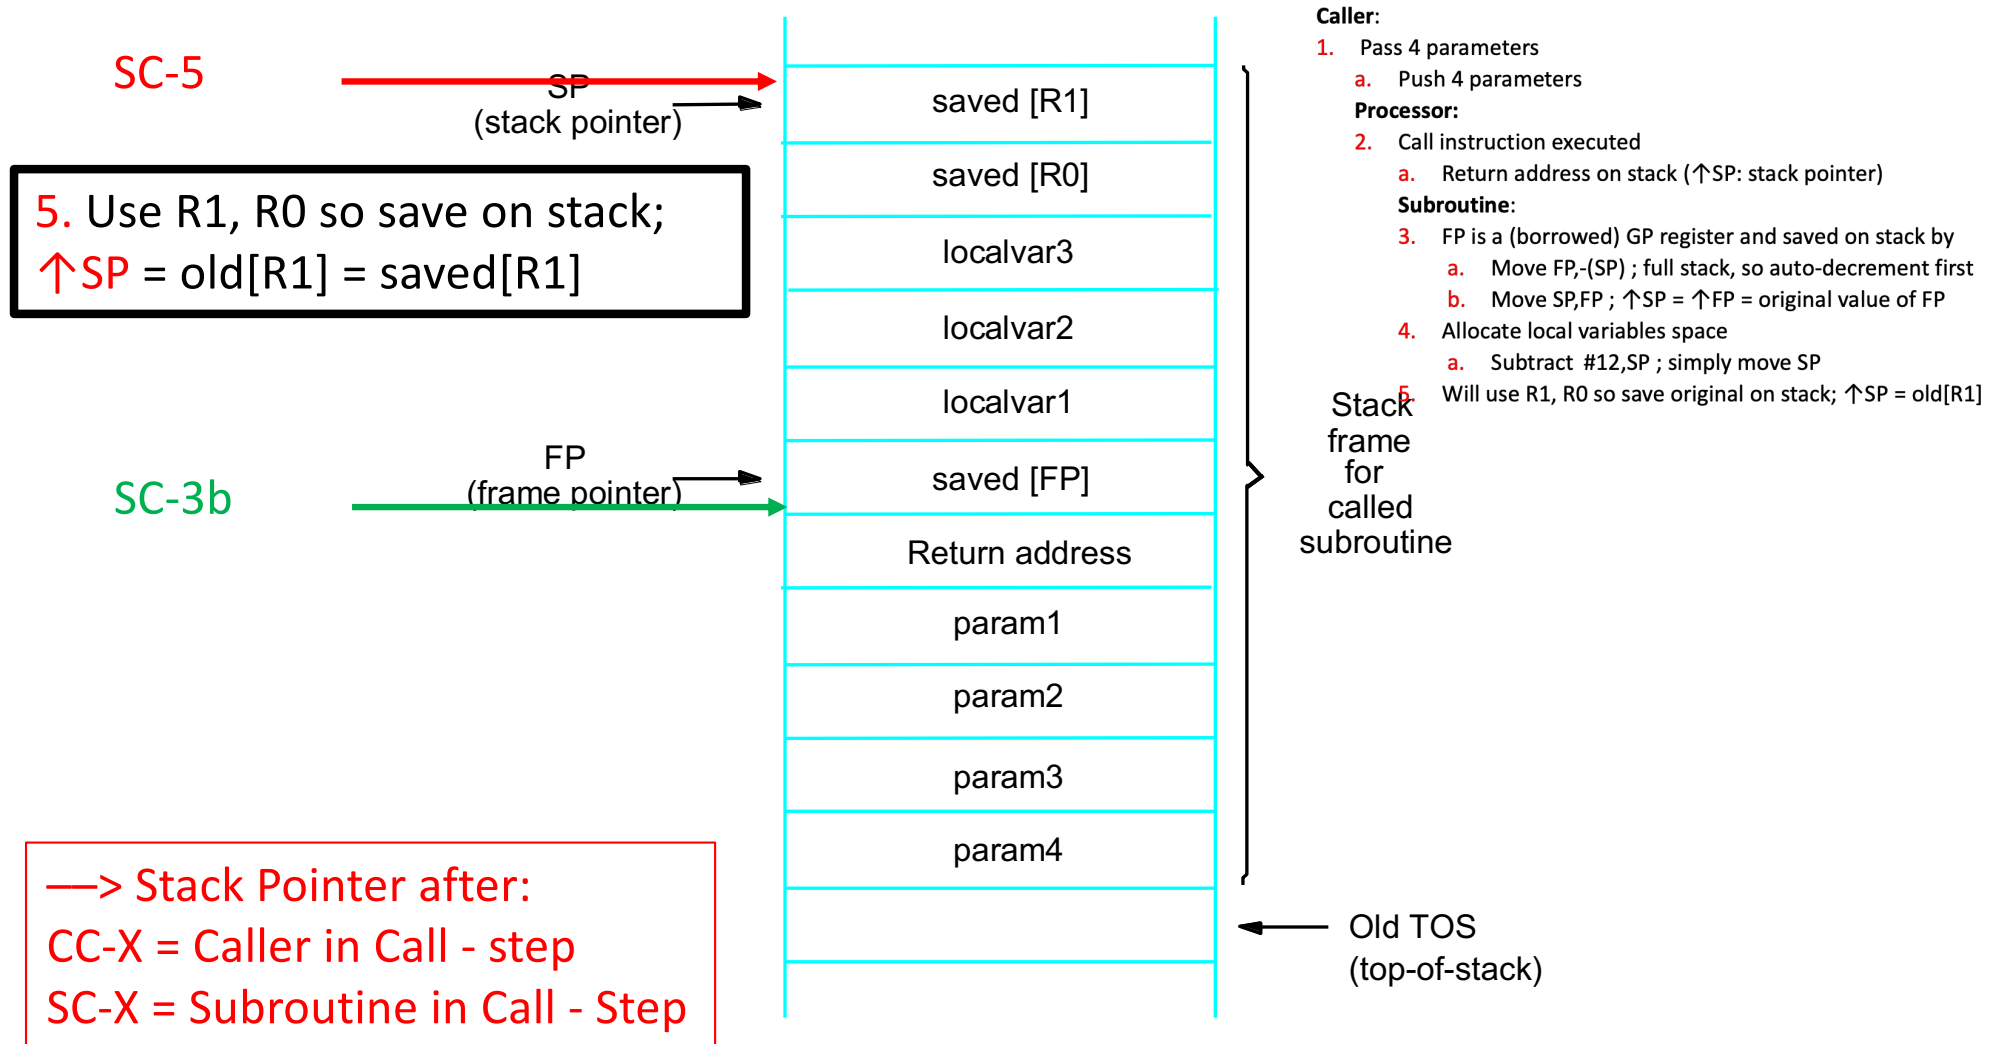 SC-5
SP
(stack pointer)
5. Use R1, R0 so save on stack;
↑SP = old[R1] = saved[R1]
FP
(frame pointer)
SC-3b
—> Stack Pointer after:
CC-X = Caller in Call - step
SC-X = Subroutine in Call - Step
saved [R1]
saved [R0]
localvar3
localvar2
localvar1
saved [FP]
Return address
param1
param2
param3
param4
Stack
frame
for
called
subroutine
Old TOS
(top-of-stack)
Caller:
1. Pass 4 parameters
a. Push 4 parameters
Processor:
2. Call instruction executed
a. Return address on stack (↑SP: stack pointer)
Subroutine:
3. FP is a (borrowed) GP register and saved on stack by
a. Move FP,-(SP) ; full stack, so auto-decrement first
b. Move SP,FP ; ↑SP = ↑FP = original value of FP
4. Allocate local variables space
a. Subtract #12,SP ; simply move SP
5. Will use R1, R0 so save original on stack; ↑SP = old[R1]